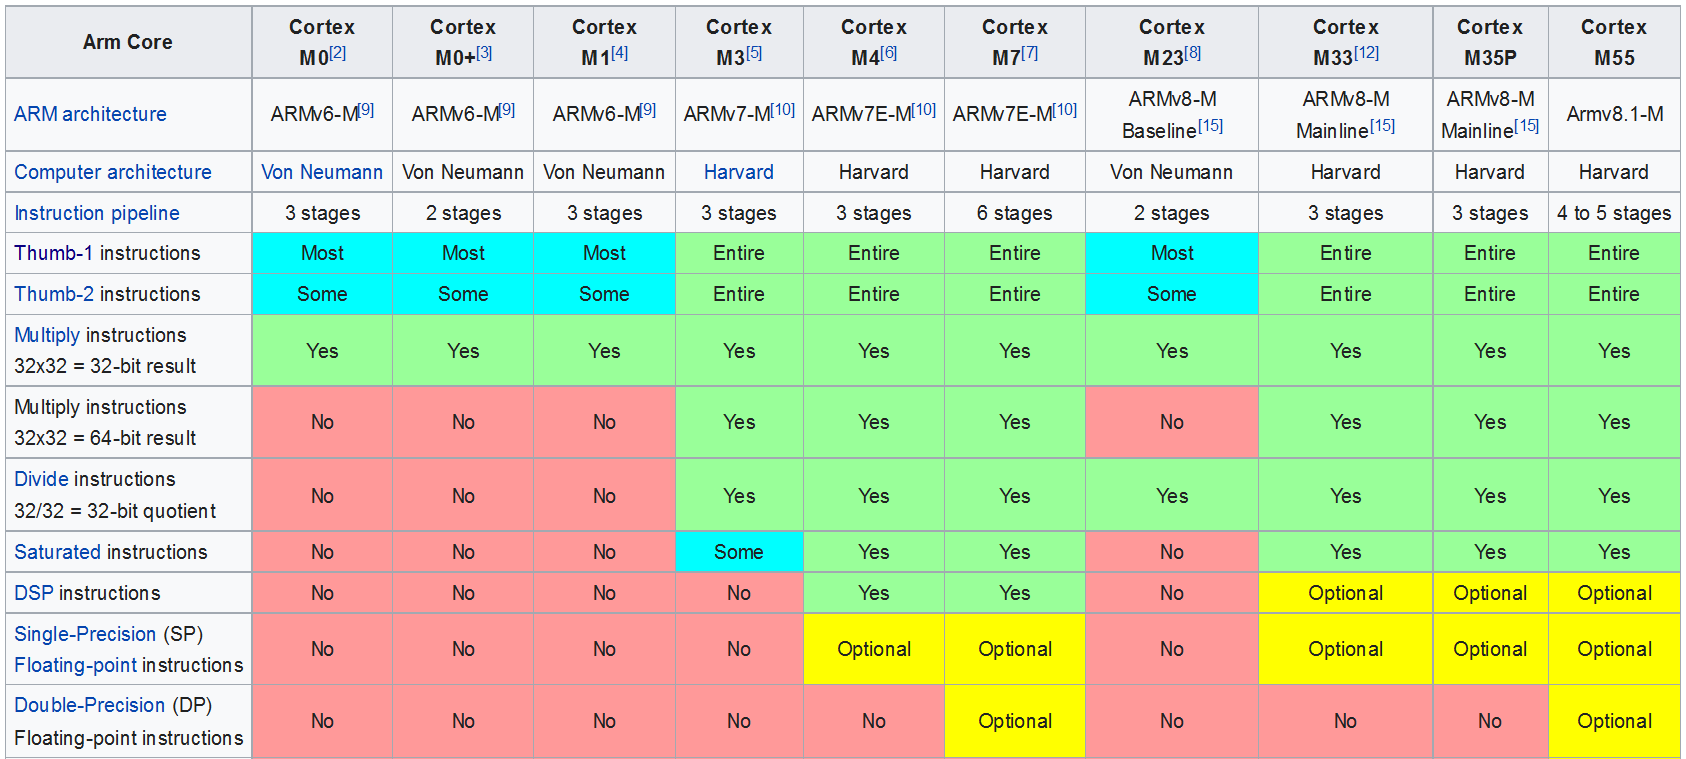 Arm Core Cortex M0[2] Cortex M0+[3] Cortex M1[4] Cortex M3[5] Cortex M4[6] Cortex M7[7] Cortex M23[8] Cortex M33[12] Cortex M35P Cortex M55
ARM architecture ARMv6-M[9] ARMv6-M[9] ARMv6-M[9] ARMv7-M[10] ARMv7E-M[10] ARMv7E-M[10] ARMv8-M Baseline[15] ARMv8-M Mainline[15] ARMv8-M Mainline[15] Armv8.1-M
Computer architecture Von Neumann Von Neumann Von Neumann Harvard Harvard Harvard Von Neumann Harvard Harvard Harvard
Instruction pipeline 3 stages 2 stages 3 stages 3 stages 3 stages 6 stages 2 stages 3 stages 3 stages 4 to 5 stages
Thumb-1 instructions Most Most Most Entire Entire Entire Most Entire Entire Entire
Thumb-2 instructions Some Some Some Entire Entire Entire Some Entire Entire Entire
Multiply instructions 32x32 = 32-bit result Yes Yes Yes Yes Yes Yes Yes Yes Yes Yes
Multiply instructions 32x32 = 64-bit result No No No Yes Yes Yes No Yes Yes Yes
Divide instructions 32/32 = 32-bit quotient No No No Yes Yes Yes Yes Yes Yes Yes
Saturated instructions No No No Some Yes Yes No Yes Yes Yes
DSP instructions No No No No Yes Yes No Optional Optional Optional
Single-Precision (SP) Floating-point instructions No No No No Optional Optional No Optional Optional Optional
Double-Precision (DP) Floating-point instructions No No No No No Optional No No No Optional